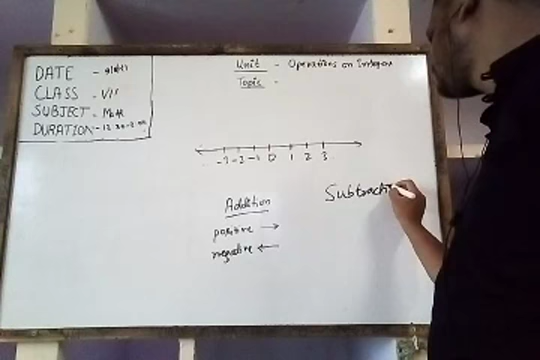 DATE -
CLASS - VII
SUBJECT - Math
DURATION -
Unit - Operations on Integers
Topic -
-3 -2 -1 0 1 2 3
Addition
positive →
negative ←
Subtracti